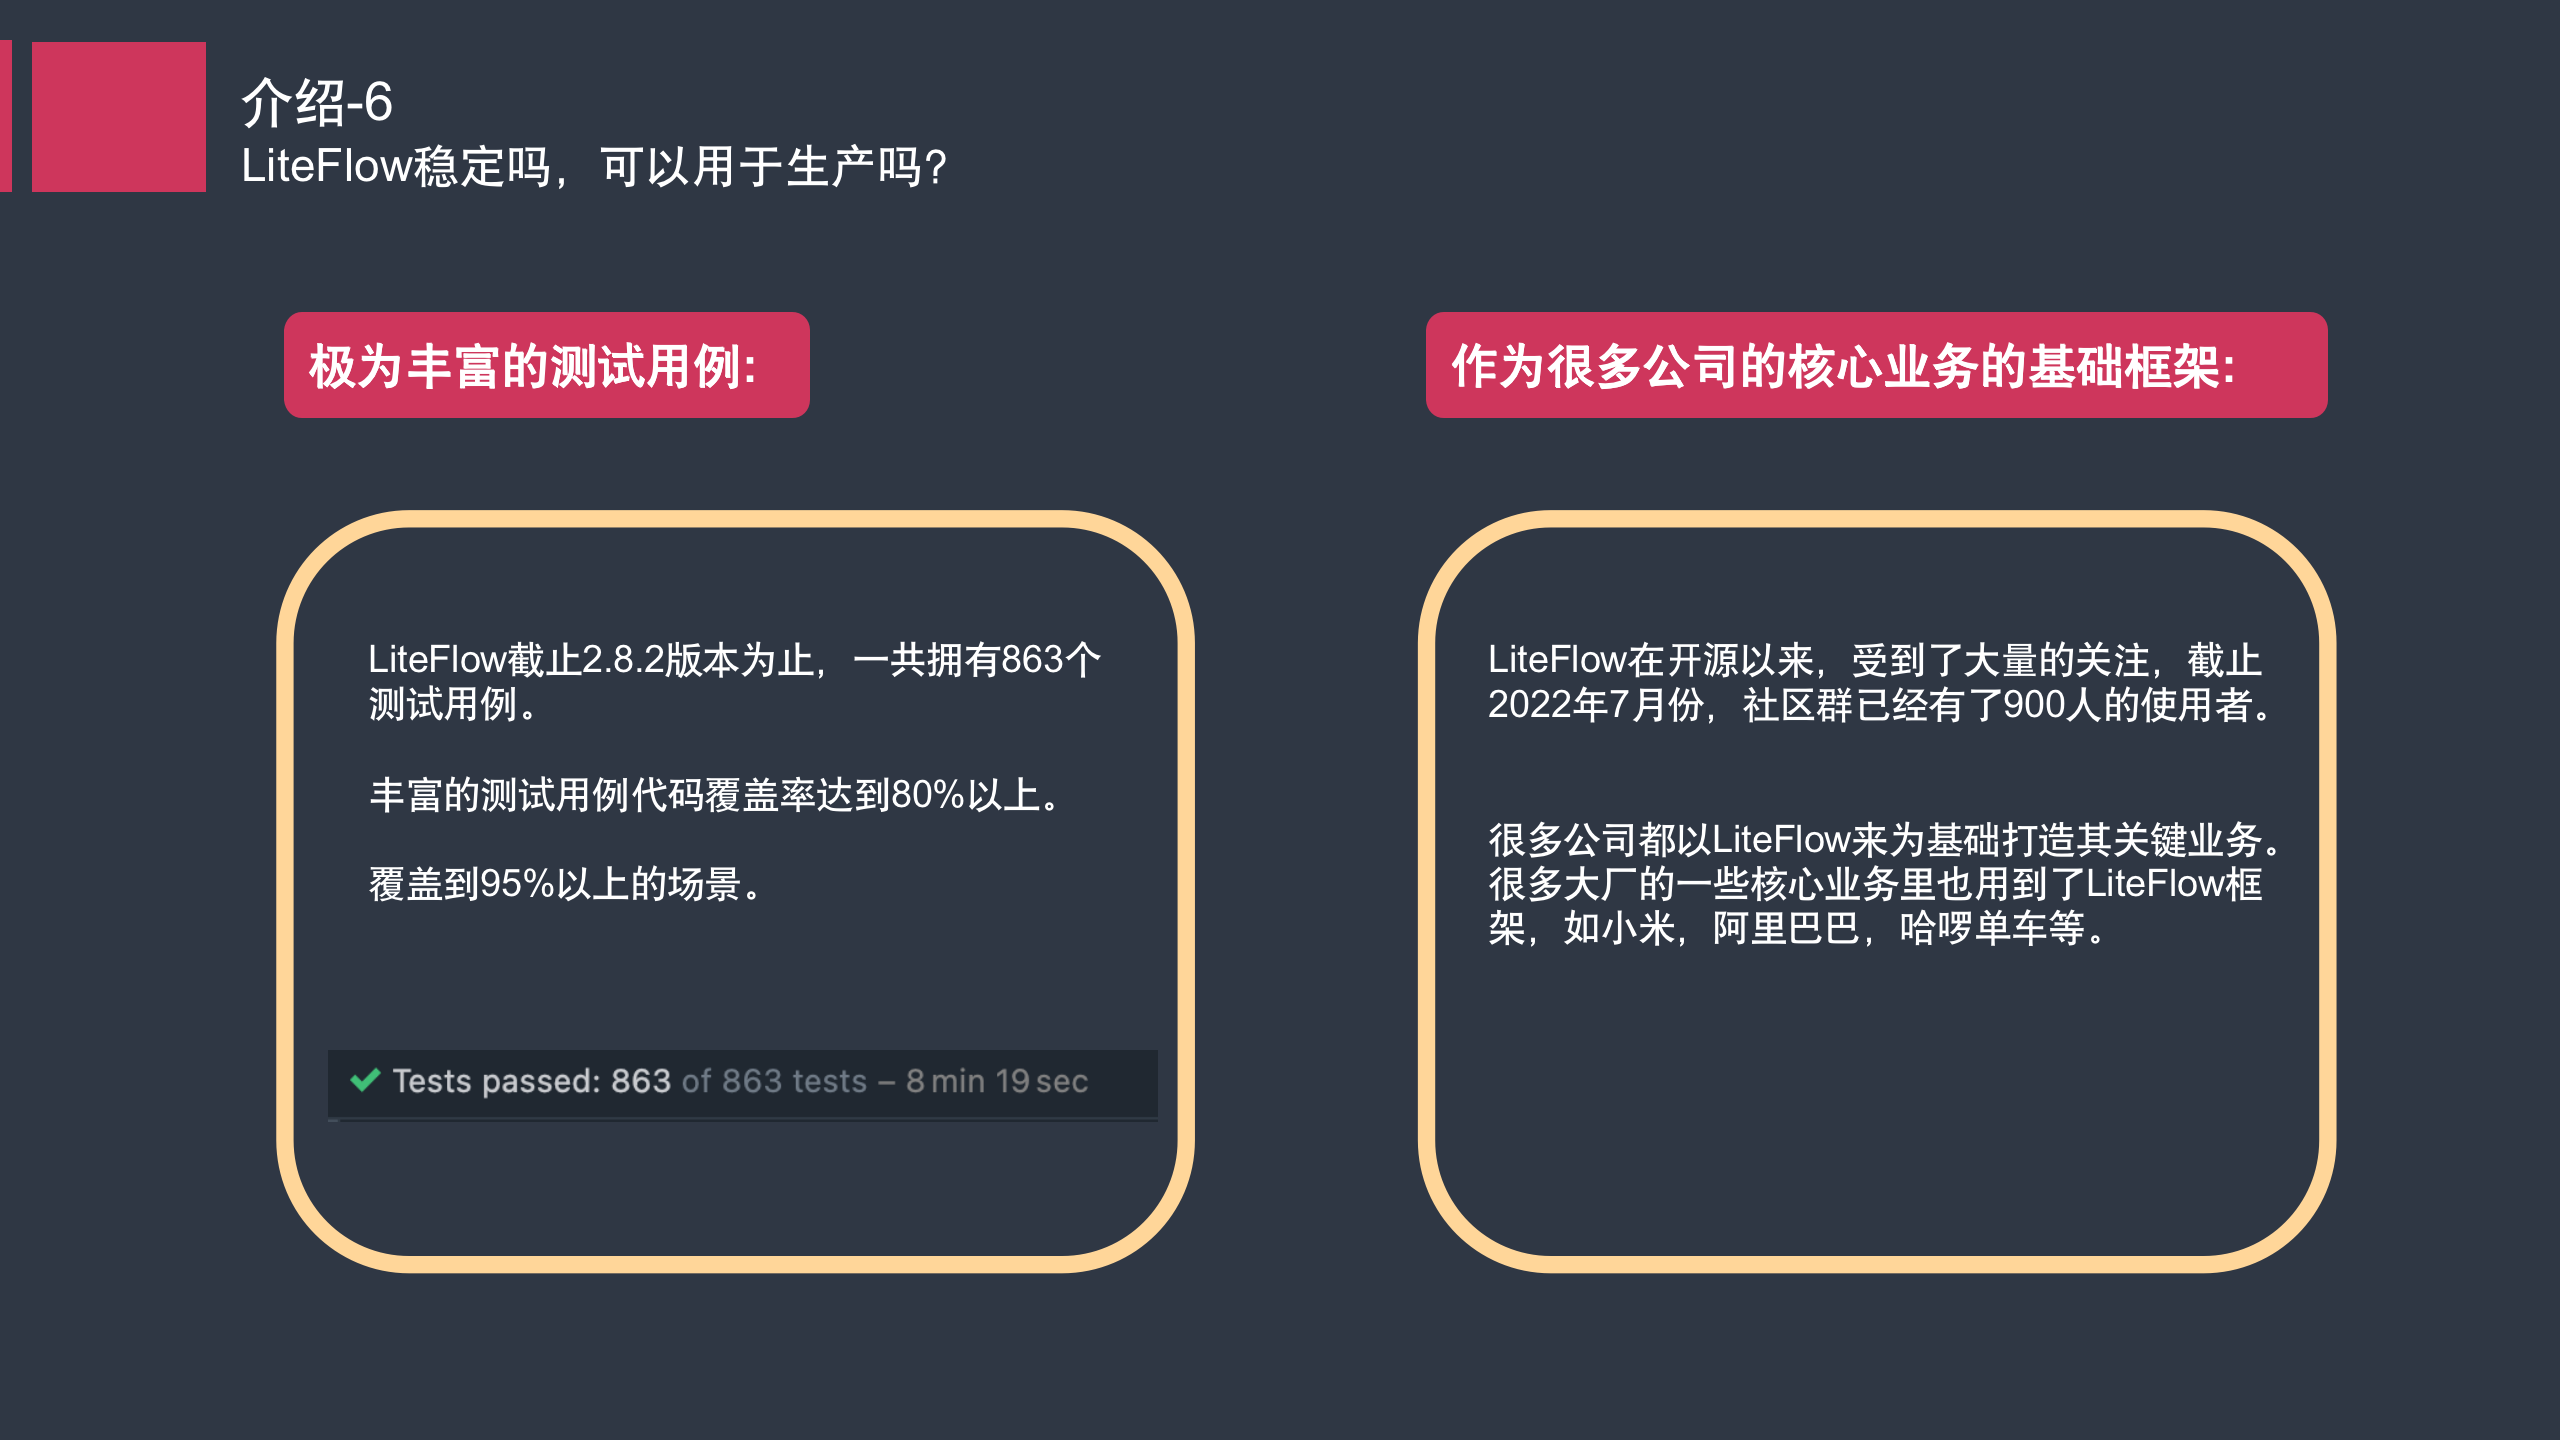 介绍-6
LiteFlow稳定吗，可以用于生产吗？
极为丰富的测试用例:
LiteFlow截止2.8.2版本为止，一共拥有863个
测试用例。
丰富的测试用例代码覆盖率达到80%以上。
覆盖到95%以上的场景。
Tests passed: 863 of 863 tests – 8 min 19 sec
作为很多公司的核心业务的基础框架:
LiteFlow在开源以来，受到了大量的关注，截止
2022年7月份，社区群已经有了900人的使用者。
很多公司都以LiteFlow来为基础打造其关键业务。
很多大厂的一些核心业务里也用到了LiteFlow框
架，如小米，阿里巴巴，哈啰单车等。